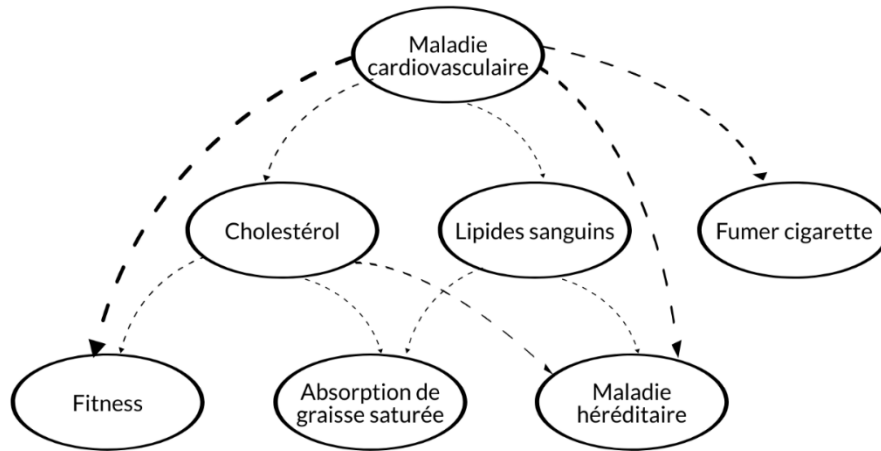 Maladie
cardiovasculaire
Cholestérol
Lipides sanguins
Fumer cigarette
Fitness
Absorption de
graisse saturée
Maladie
héréditaire